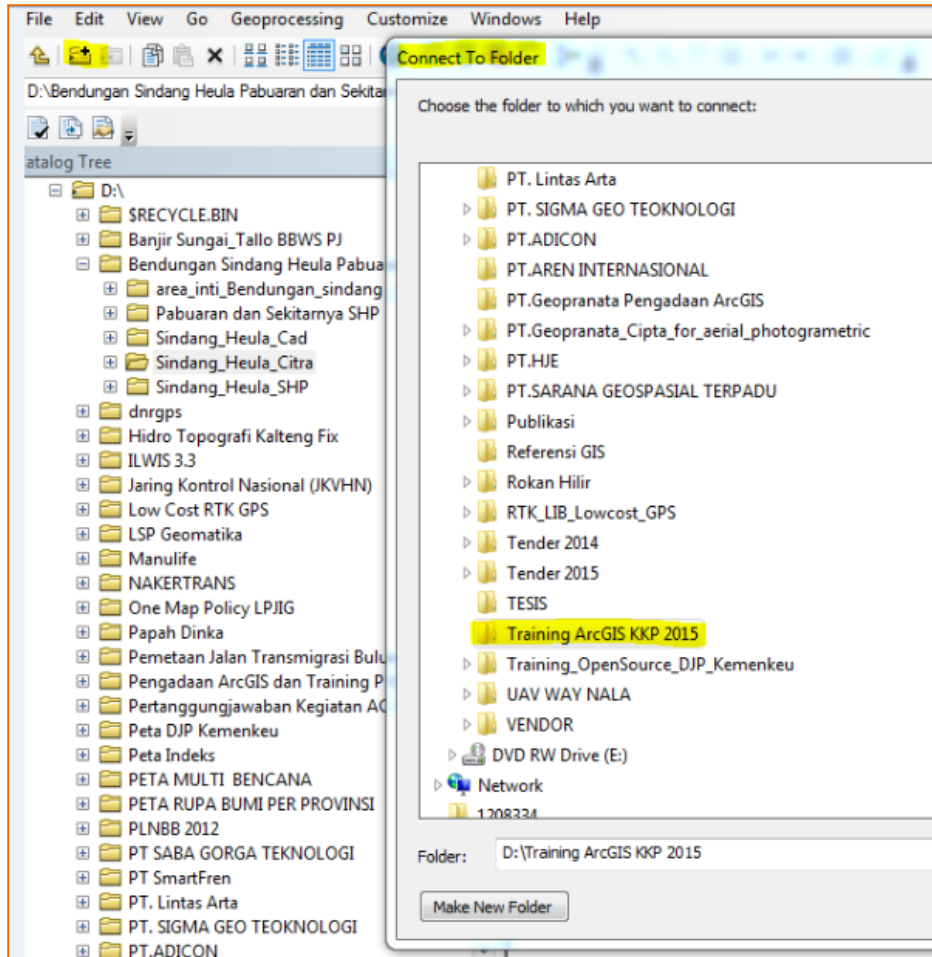 File Edit View Go Geoprocessing Customize Windows Help
D:\Bendungan Sindang Heula Pabuaran dan Sekita
atalog Tree
D:\
$RECYCLE.BIN
Banjir Sungai_Tallo BBWS PJ
Bendungan Sindang Heula Pabua
area_inti_Bendungan_sindang
Pabuaran dan Sekitarnya SHP
Sindang_Heula_Cad
Sindang_Heula_Citra
Sindang_Heula_SHP
dnrgps
Hidro Topografi Kalteng Fix
ILWIS 3.3
Jaring Kontrol Nasional (JKVHN)
Low Cost RTK GPS
LSP Geomatika
Manulife
NAKERTRANS
One Map Policy LPJIG
Papah Dinka
Pemetaan Jalan Transmigrasi Bulu
Pengadaan ArcGIS dan Training P
Pertanggungjawaban Kegiatan AC
Peta DJP Kemenkeu
Peta Indeks
PETA MULTI BENCANA
PETA RUPA BUMI PER PROVINSI
PLNBB 2012
PT SABA GORGA TEKNOLOGI
PT SmartFren
PT. Lintas Arta
PT. SIGMA GEO TEOKNOLOGI
PT.ADICON
Connect To Folder
Choose the folder to which you want to connect:
PT. Lintas Arta
PT. SIGMA GEO TEOKNOLOGI
PT.ADICON
PT.AREN INTERNASIONAL
PT.Geopranata Pengadaan ArcGIS
PT.Geopranata_Cipta_for_aerial_photogrametric
PT.HJE
PT.SARANA GEOSPASIAL TERPADU
Publikasi
Referensi GIS
Rokan Hilir
RTK_LIB_Lowcost_GPS
Tender 2014
Tender 2015
TESIS
Training ArcGIS KKP 2015
Training_OpenSource_DJP_Kemenkeu
UAV WAY NALA
VENDOR
DVD RW Drive (E:)
Network
1208334
Folder: D:\Training ArcGIS KKP 2015
Make New Folder